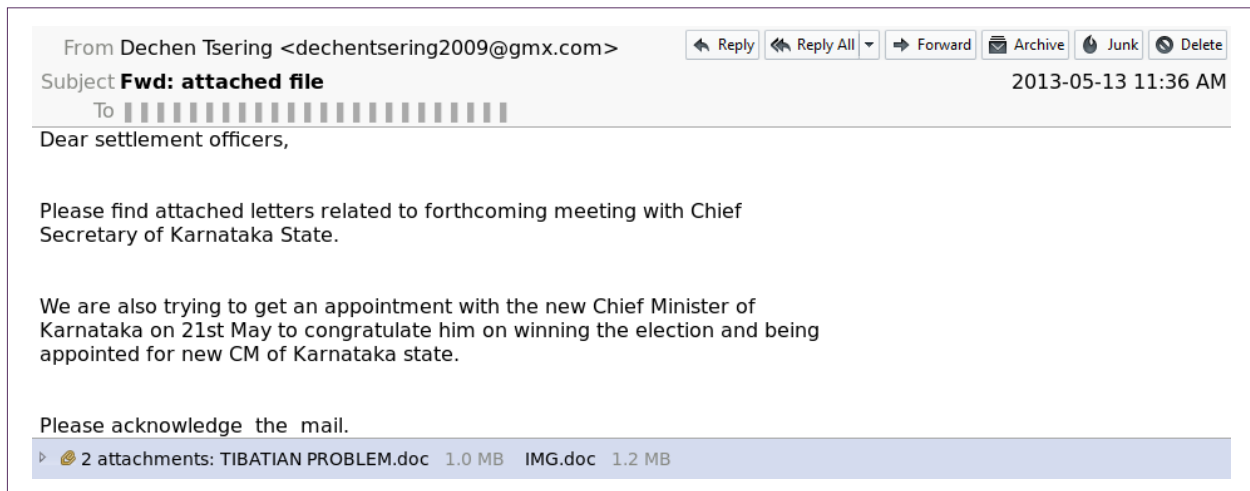 From Dechen Tsering <dechentsering2009@gmx.com> Reply Reply All Forward Archive Junk Delete
Subject Fwd: attached file 2013-05-13 11:36 AM
To
Dear settlement officers,
Please find attached letters related to forthcoming meeting with Chief
Secretary of Karnataka State.
We are also trying to get an appointment with the new Chief Minister of
Karnataka on 21st May to congratulate him on winning the election and being
appointed for new CM of Karnataka state.
Please acknowledge  the  mail.
2 attachments: TIBATIAN PROBLEM.doc 1.0 MB IMG.doc 1.2 MB